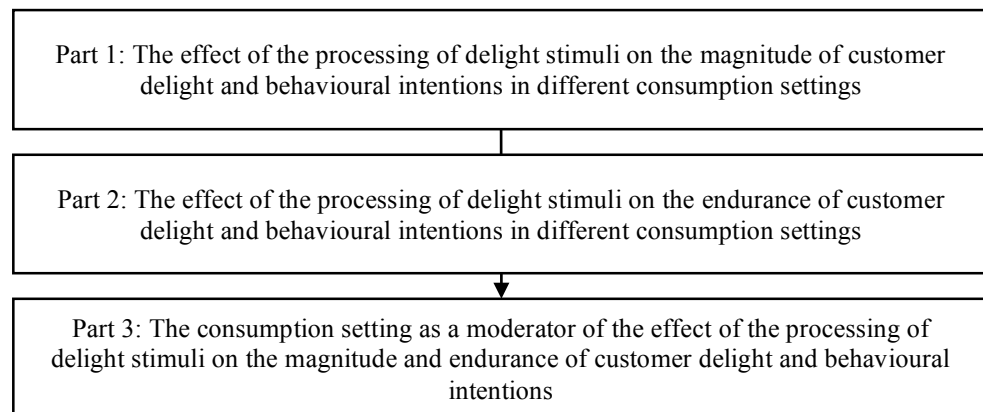 Part 1: The effect of the processing of delight stimuli on the magnitude of customer
delight and behavioural intentions in different consumption settings
Part 2: The effect of the processing of delight stimuli on the endurance of customer
delight and behavioural intentions in different consumption settings
Part 3: The consumption setting as a moderator of the effect of the processing of
delight stimuli on the magnitude and endurance of customer delight and behavioural
intentions